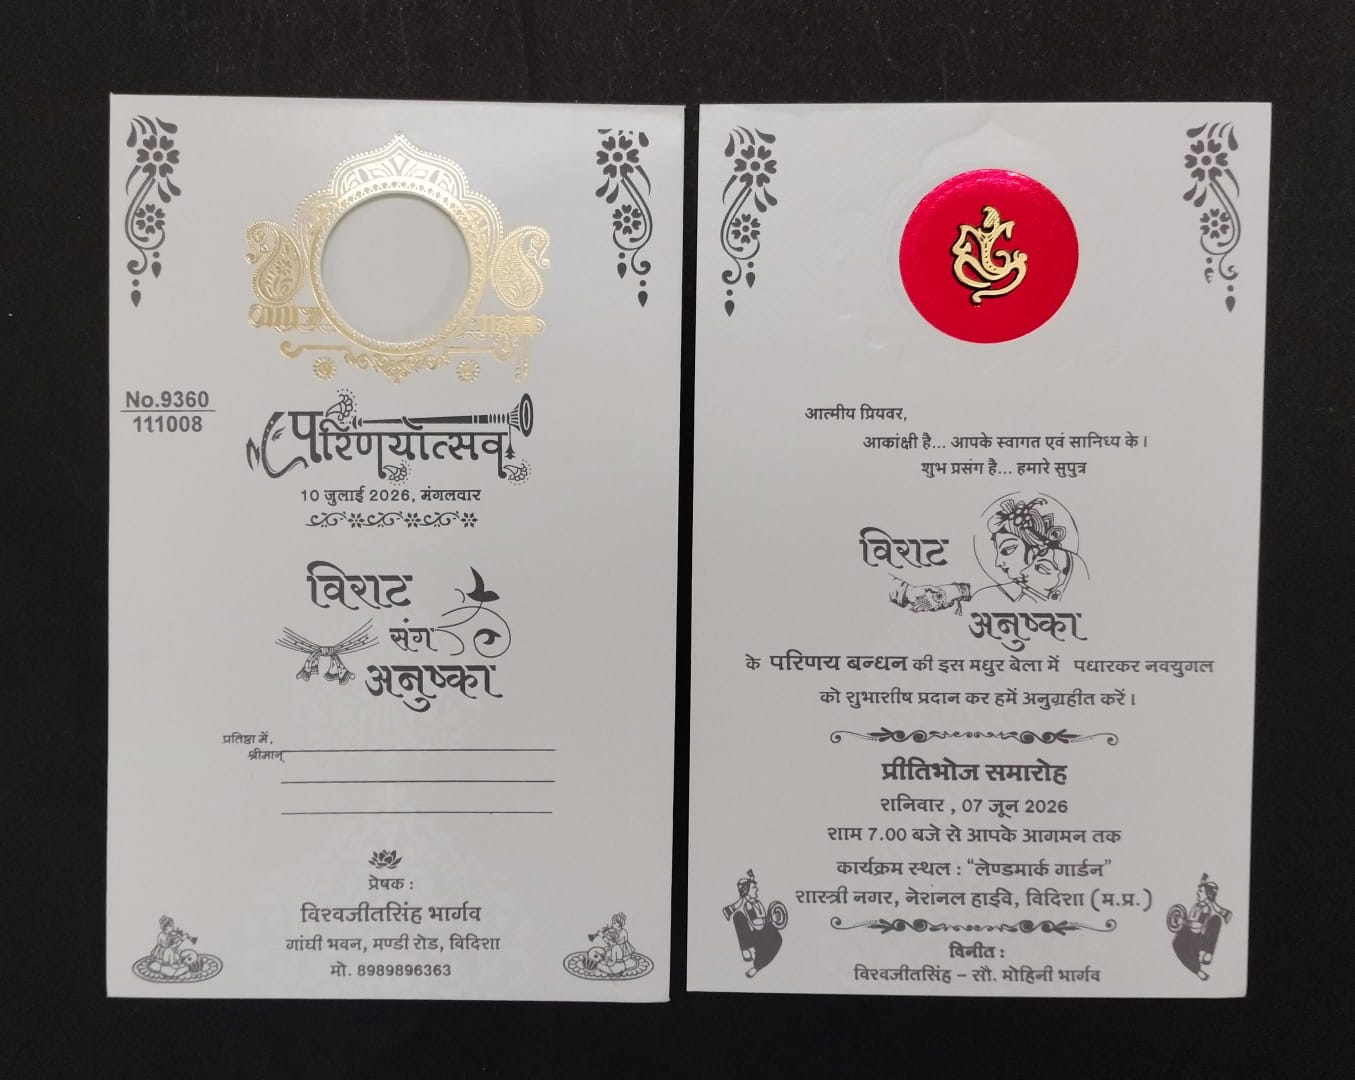 No.9360
111008
परिणयोत्सव
10 जुलाई 2026, मंगलवार
विराट
संग
अनुष्का
प्रतिष्ठा में,
श्रीमान्
प्रेषक :
विश्वजीतसिंह भार्गव
गांधी भवन, मण्डी रोड, विदिशा
मो. 8989896363
आत्मीय प्रियवर,
आकांक्षी है... आपके स्वागत एवं सानिध्य के।
शुभ प्रसंग है... हमारे सुपुत्र
विराट
अनुष्का
के परिणय बन्धन की इस मधुर बेला में पधारकर नवयुगल
को शुभाशीष प्रदान कर हमें अनुग्रहीत करें।
प्रीतिभोज समारोह
शनिवार , 07 जून 2026
शाम 7.00 बजे से आपके आगमन तक
कार्यक्रम स्थल : “लेण्डमार्क गार्डन”
शास्त्री नगर, नेशनल हाईवे, विदिशा (म.प्र.)
विनीत :
विश्वजीतसिंह – सौ. मोहिनी भार्गव